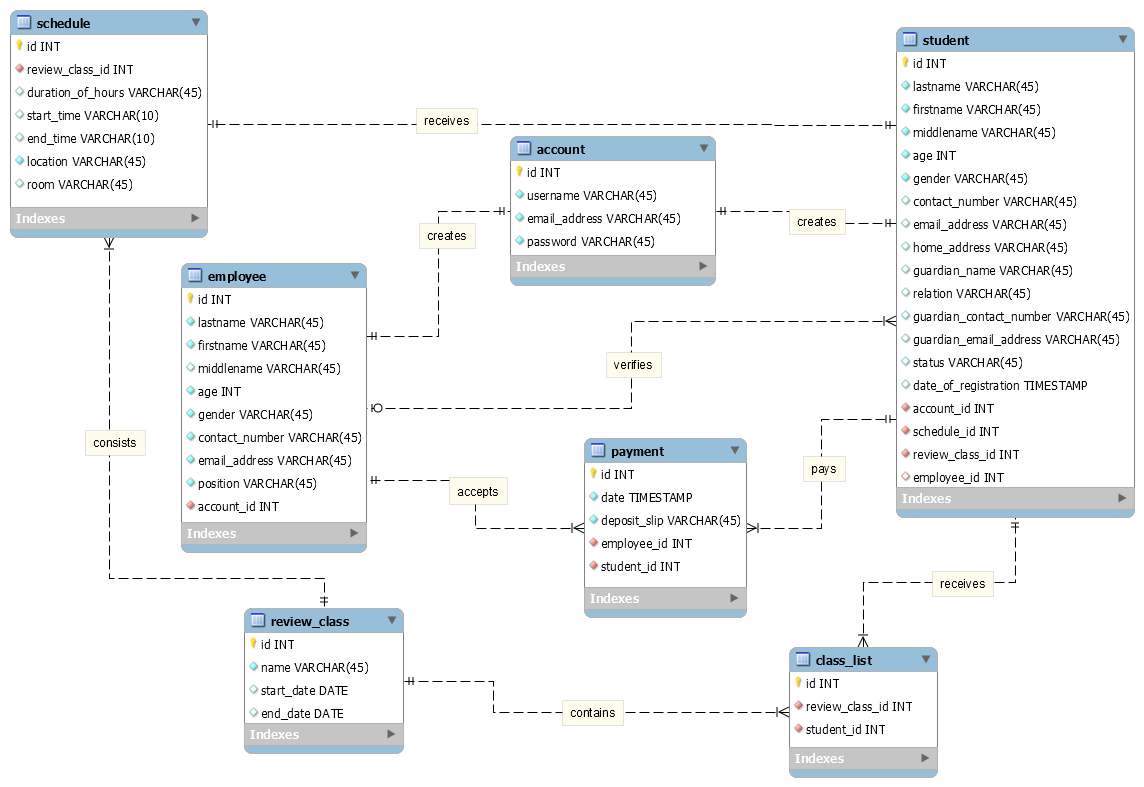 schedule
id INT
review_class_id INT
duration_of_hours VARCHAR(45)
start_time VARCHAR(10)
end_time VARCHAR(10)
location VARCHAR(45)
room VARCHAR(45)
Indexes
receives
student
id INT
lastname VARCHAR(45)
firstname VARCHAR(45)
middlename VARCHAR(45)
age INT
gender VARCHAR(45)
contact_number VARCHAR(45)
email_address VARCHAR(45)
home_address VARCHAR(45)
guardian_name VARCHAR(45)
relation VARCHAR(45)
guardian_contact_number VARCHAR(45)
guardian_email_address VARCHAR(45)
status VARCHAR(45)
date_of_registration TIMESTAMP
account_id INT
schedule_id INT
review_class_id INT
employee_id INT
Indexes
account
id INT
username VARCHAR(45)
email_address VARCHAR(45)
password VARCHAR(45)
Indexes
creates
creates
employee
id INT
lastname VARCHAR(45)
firstname VARCHAR(45)
middlename VARCHAR(45)
age INT
gender VARCHAR(45)
contact_number VARCHAR(45)
email_address VARCHAR(45)
position VARCHAR(45)
account_id INT
Indexes
verifies
consists
accepts
payment
id INT
date TIMESTAMP
deposit_slip VARCHAR(45)
employee_id INT
student_id INT
Indexes
pays
receives
review_class
id INT
name VARCHAR(45)
start_date DATE
end_date DATE
Indexes
contains
class_list
id INT
review_class_id INT
student_id INT
Indexes